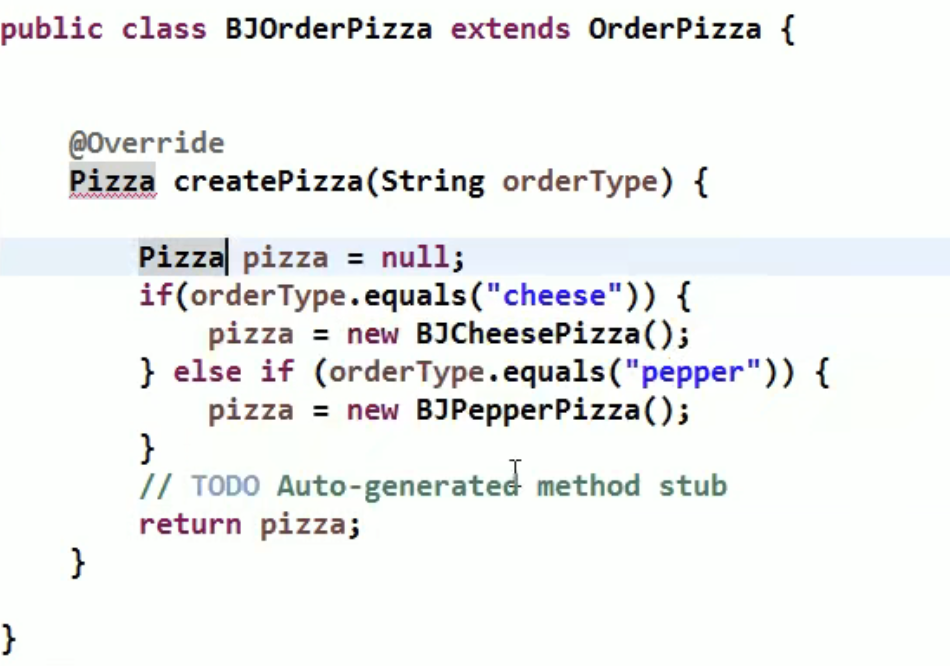 public class BJOrderPizza extends OrderPizza {
@Override
Pizza createPizza(String orderType) {
Pizza pizza = null;
if(orderType.equals("cheese")) {
pizza = new BJCheesePizza();
} else if (orderType.equals("pepper")) {
pizza = new BJPepperPizza();
}
// TODO Auto-generated method stub
return pizza;
}
}